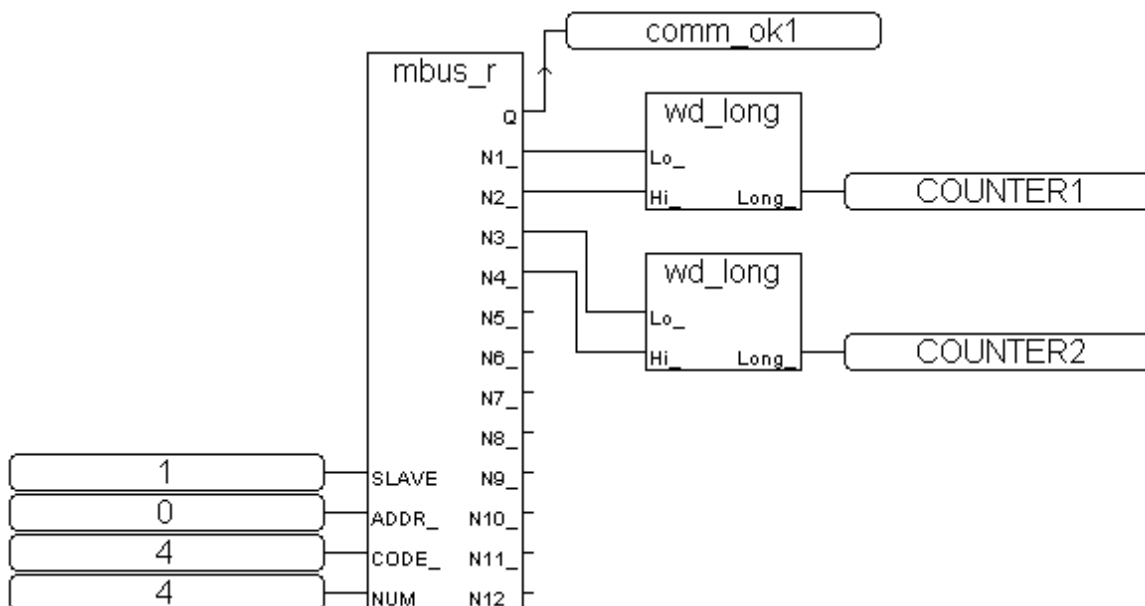 comm_ok1
mbus_r
Q
wd_long
N1_
Lo_
N2_
Hi_ Long_
COUNTER1
N3_
N4_
wd_long
N5_
Lo_
N6_
Hi_ Long_
COUNTER2
N7_
N8_
1
SLAVE N9_
0
ADDR_ N10_
4
CODE_ N11_
4
NUM N12